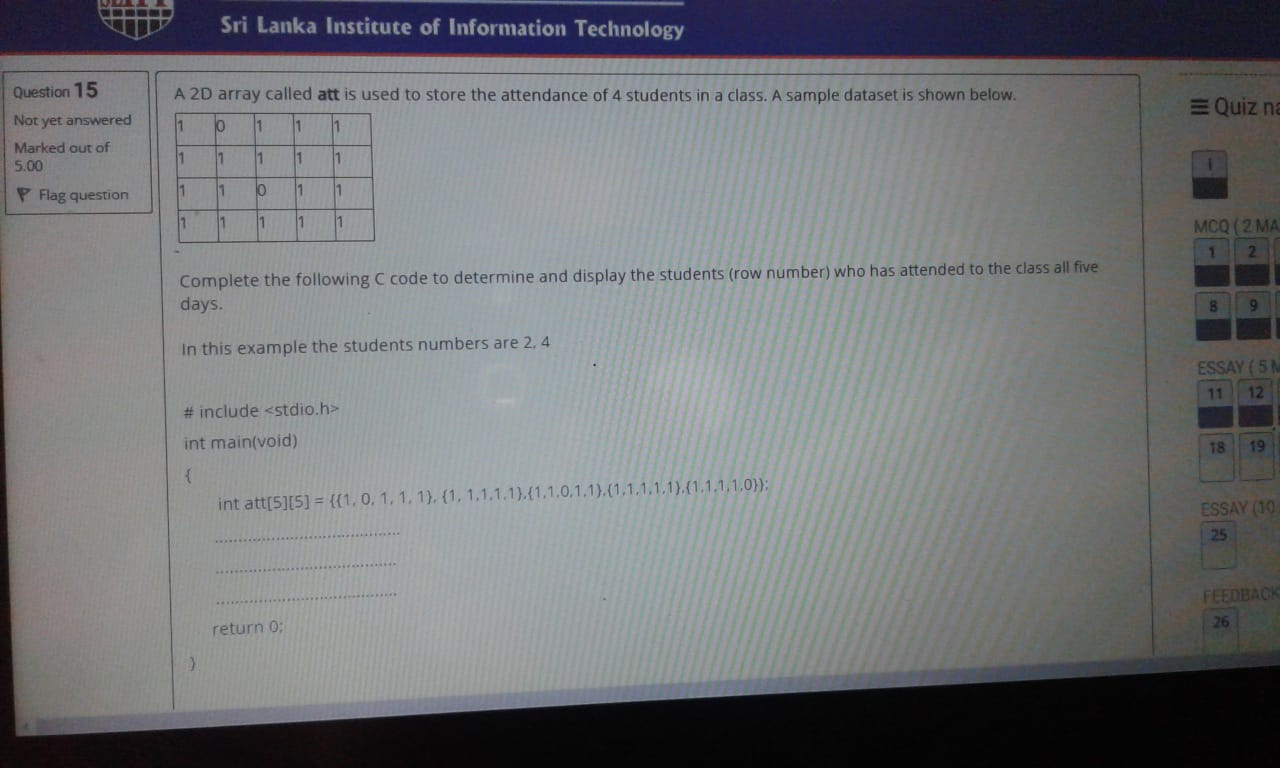 Sri Lanka Institute of Information Technology
Question 15
Not yet answered
Marked out of
5.00
Flag question
A 2D array called att is used to store the attendance of 4 students in a class. A sample dataset is shown below.
1 0 1 1 1
1 1 1 1 1
1 1 0 1 1
1 1 1 1 1
Complete the following C code to determine and display the students (row number) who has attended to the class all five
days.
In this example the students numbers are 2, 4
# include <stdio.h>
int main(void)
{
int att[5][5] = {{1, 0, 1, 1, 1}, {1, 1,1,1,1},{1,1,0,1,1},{1,1,1,1,1},{1,1,1,1,0}};
.......................................
.......................................
.......................................
return 0;
}
Quiz na
i
MCQ ( 2 MA
1 2
8 9
ESSAY ( 5 M
11 12
18 19
ESSAY (10
25
FEEDBACK
26